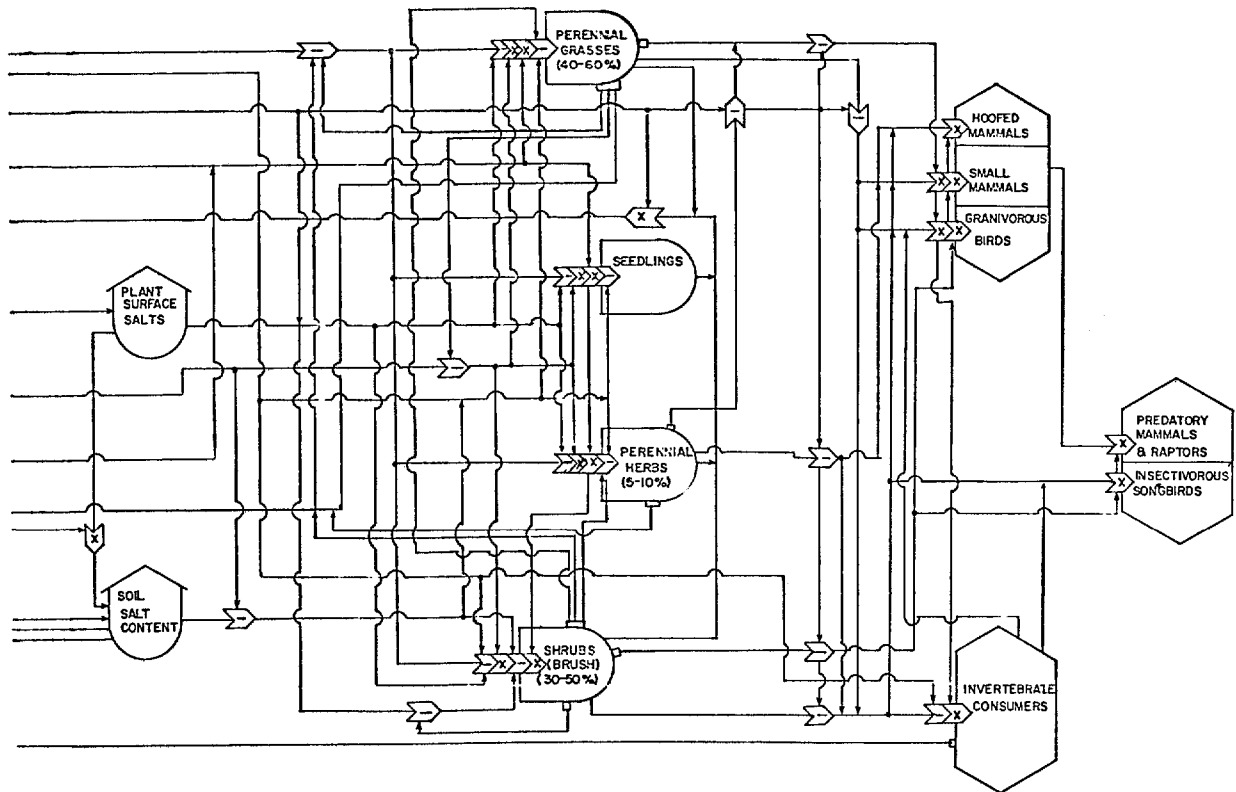 PERENNIAL
GRASSES
(40-60%)
HOOFED
MAMMALS
SMALL
MAMMALS
GRANIVOROUS
BIRDS
SEEDLINGS
PLANT
SURFACE
SALTS
PERENNIAL
HERBS
(5-10%)
PREDATORY
MAMMALS
& RAPTORS
INSECTIVOROUS
SONGBIRDS
SOIL
SALT
CONTENT
SHRUBS
(BRUSH)
(30-50%)
INVERTEBRATE
CONSUMERS